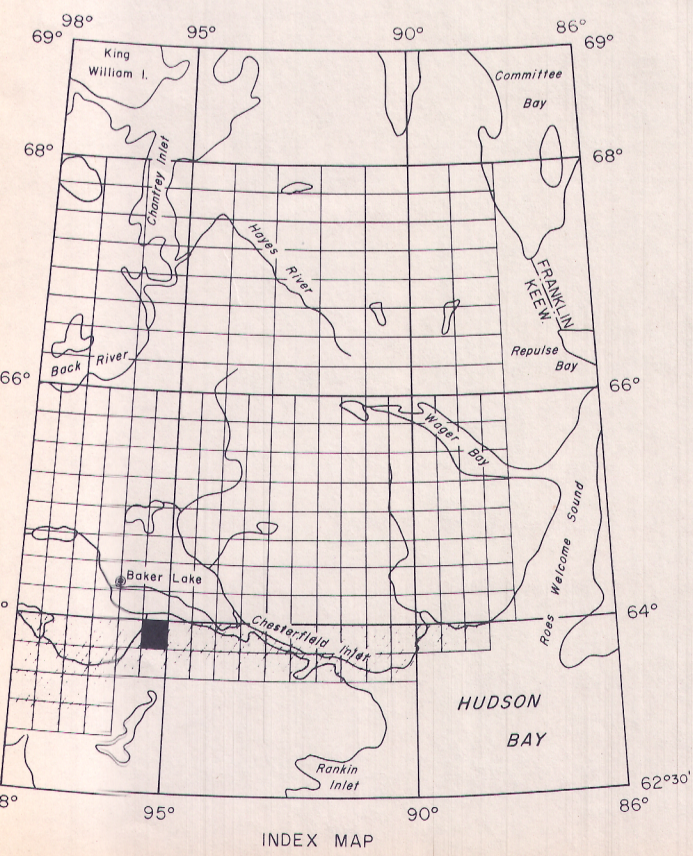 98°
95°
90°
86°
69°
69°
King
William I.
Committee
Bay
68°
68°
Chantrey Inlet
Hayes River
FRANKLIN
KEEW.
Back River
Repulse
Bay
66°
66°
Wager Bay
Roes Welcome Sound
Baker Lake
°
64°
Chesterfield Inlet
HUDSON
BAY
Rankin
Inlet
62°30'
8°
95°
90°
86°
INDEX MAP